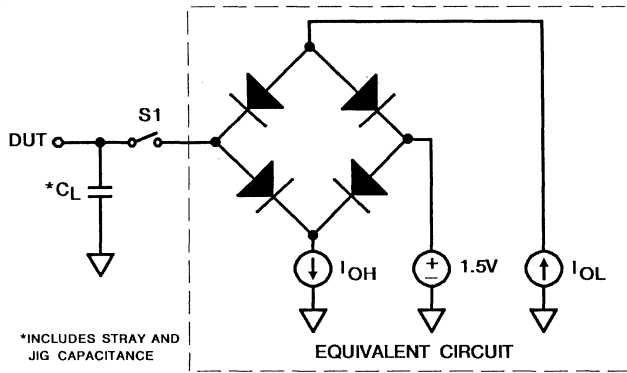 S1
DUT
*CL
IOH
+
−
1.5V
IOL
*INCLUDES STRAY AND
JIG CAPACITANCE
EQUIVALENT CIRCUIT